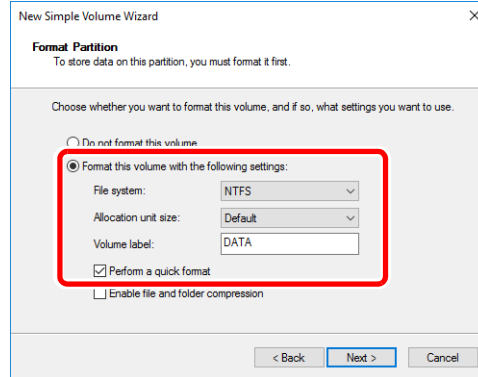 New Simple Volume Wizard
Format Partition
To store data on this partition, you must format it first.
Choose whether you want to format this volume, and if so, what settings you want to use.
Do not format this volume
Format this volume with the following settings:
File system: NTFS
Allocation unit size: Default
Volume label: DATA
Perform a quick format
Enable file and folder compression
< Back Next > Cancel